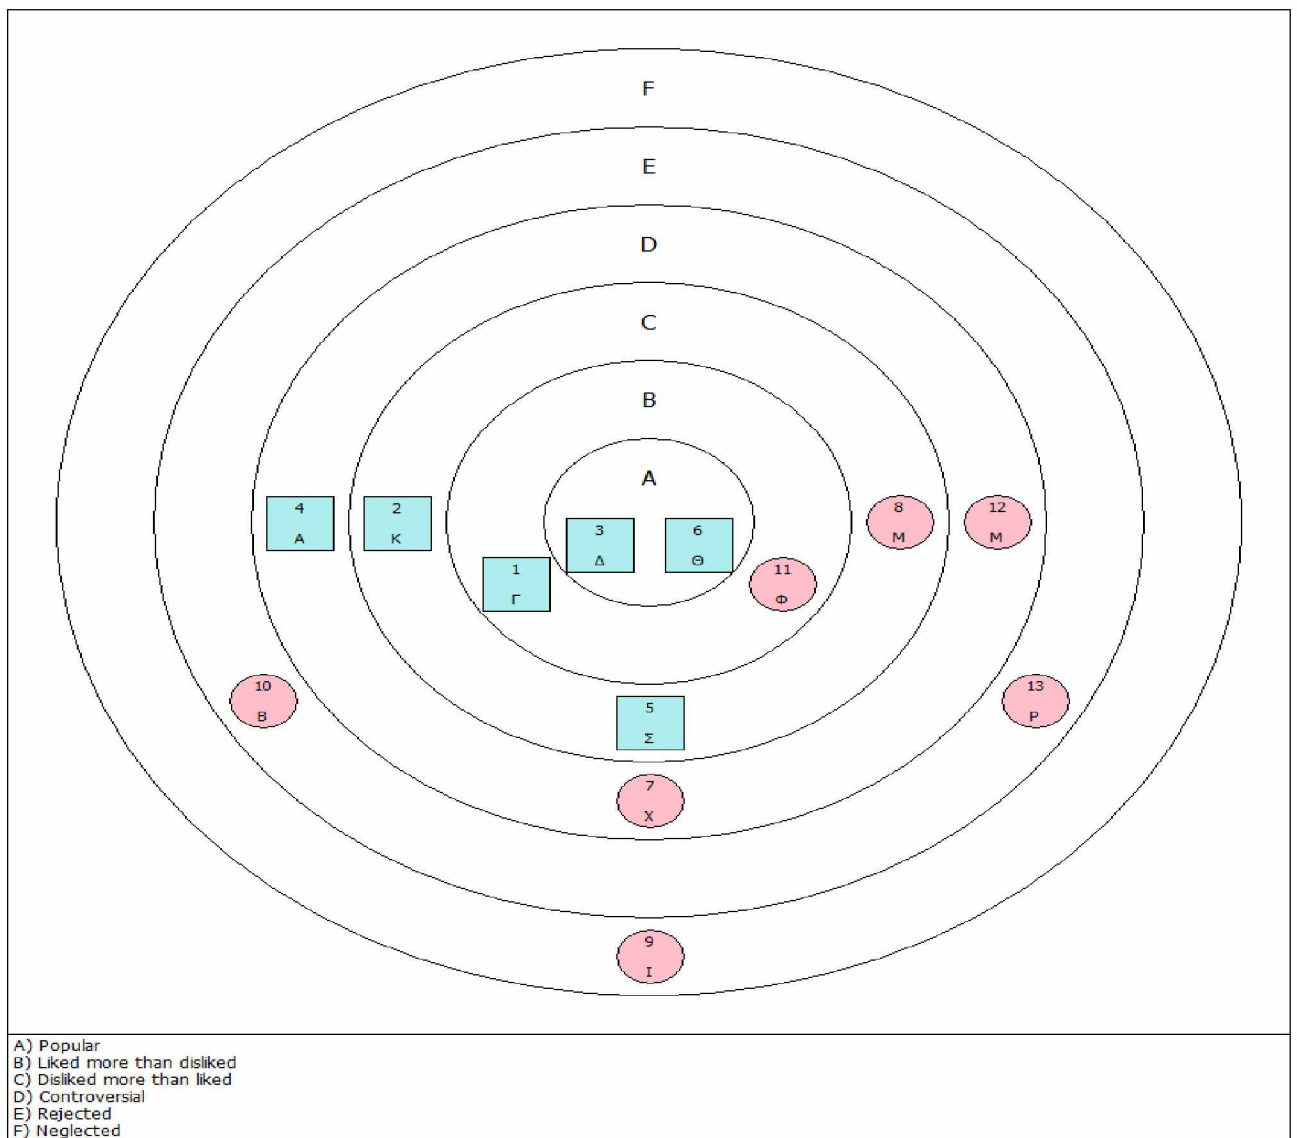 F
E
D
C
B
A
4
Α
2
Κ
8
Μ
12
Μ
3
Δ
6
Θ
1
Γ
11
Φ
10
Β
13
Ρ
5
Σ
7
Χ
9
Ι
A) Popular
B) Liked more than disliked
C) Disliked more than liked
D) Controversial
E) Rejected
F) Neglected